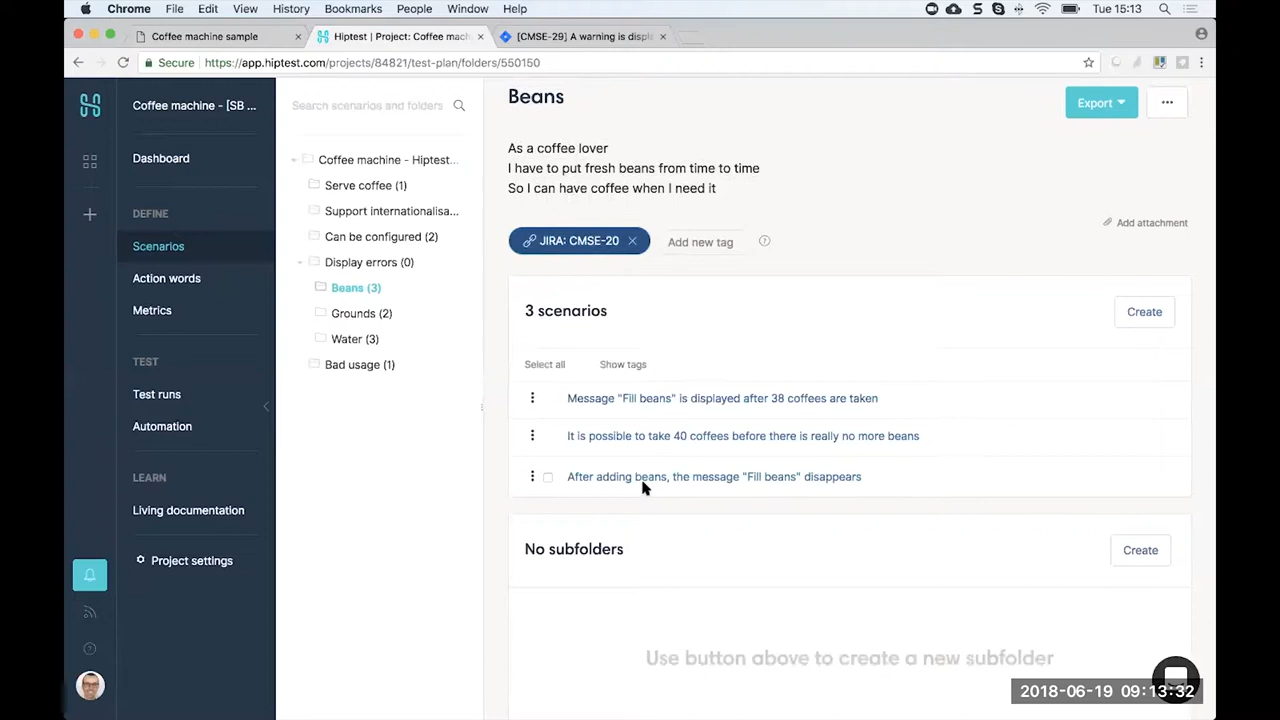 Chrome File Edit View History Bookmarks People Window Help Tue 15:13
Coffee machine sample × Hiptest | Project: Coffee mach × [CMSE-29] A warning is displ ×
Secure https://app.hiptest.com/projects/84821/test-plan/folders/550150
Coffee machine - [SB ...
Dashboard
DEFINE
Scenarios
Action words
Metrics
TEST
Test runs
Automation
LEARN
Living documentation
Project settings
Search scenarios and folders
Coffee machine - Hiptest...
Serve coffee (1)
Support internationalisa...
Can be configured (2)
Display errors (0)
Beans (3)
Grounds (2)
Water (3)
Bad usage (1)
Beans
Export
As a coffee lover
I have to put fresh beans from time to time
So I can have coffee when I need it
Add attachment
JIRA: CMSE-20 × Add new tag ?
3 scenarios
Create
Select all Show tags
Message "Fill beans" is displayed after 38 coffees are taken
It is possible to take 40 coffees before there is really no more beans
After adding beans, the message "Fill beans" disappears
No subfolders
Create
Use button above to create a new subfolder
2018-06-19 09:13:32